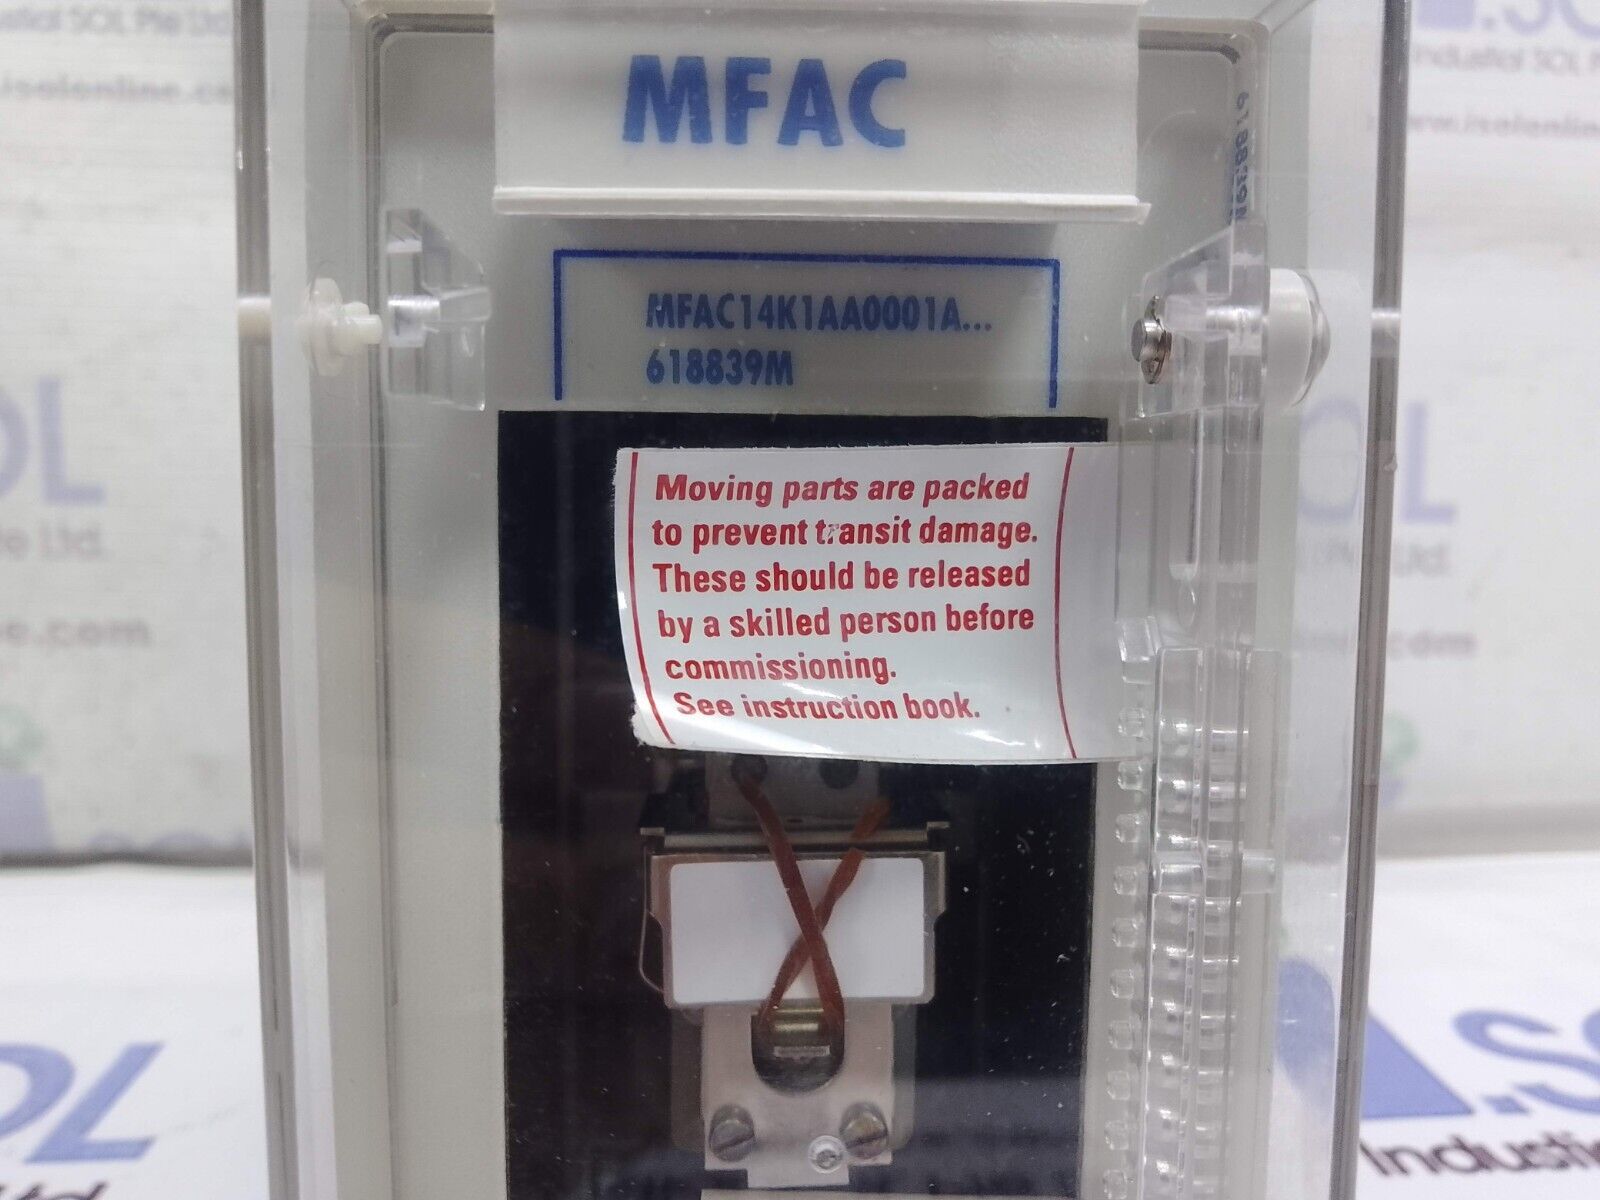 MFAC
618839M
MFAC14K1AA0001A...
618839M
Moving parts are packed
to prevent transit damage.
These should be released
by a skilled person before
commissioning.
See instruction book.